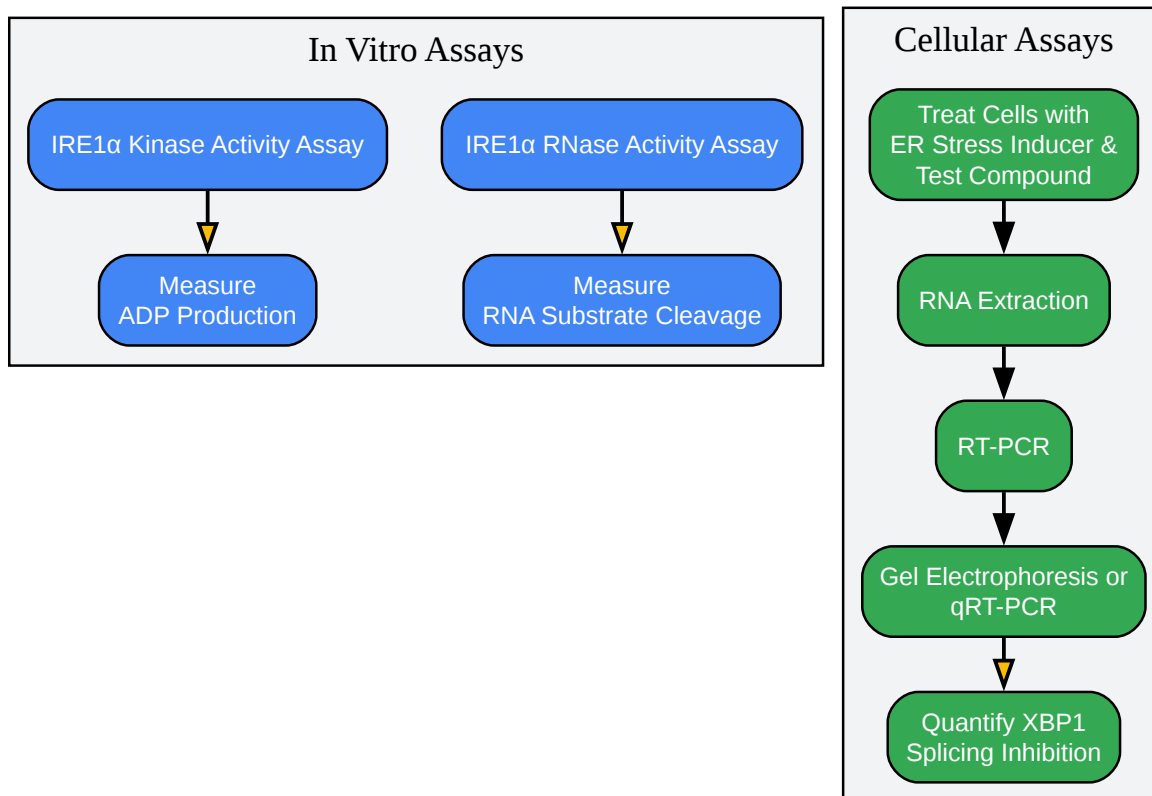 In Vitro Assays
IRE1α Kinase Activity Assay
IRE1α RNase Activity Assay
Measure
ADP Production
Measure
RNA Substrate Cleavage
Cellular Assays
Treat Cells with
ER Stress Inducer &
Test Compound
RNA Extraction
RT-PCR
Gel Electrophoresis or
qRT-PCR
Quantify XBP1
Splicing Inhibition